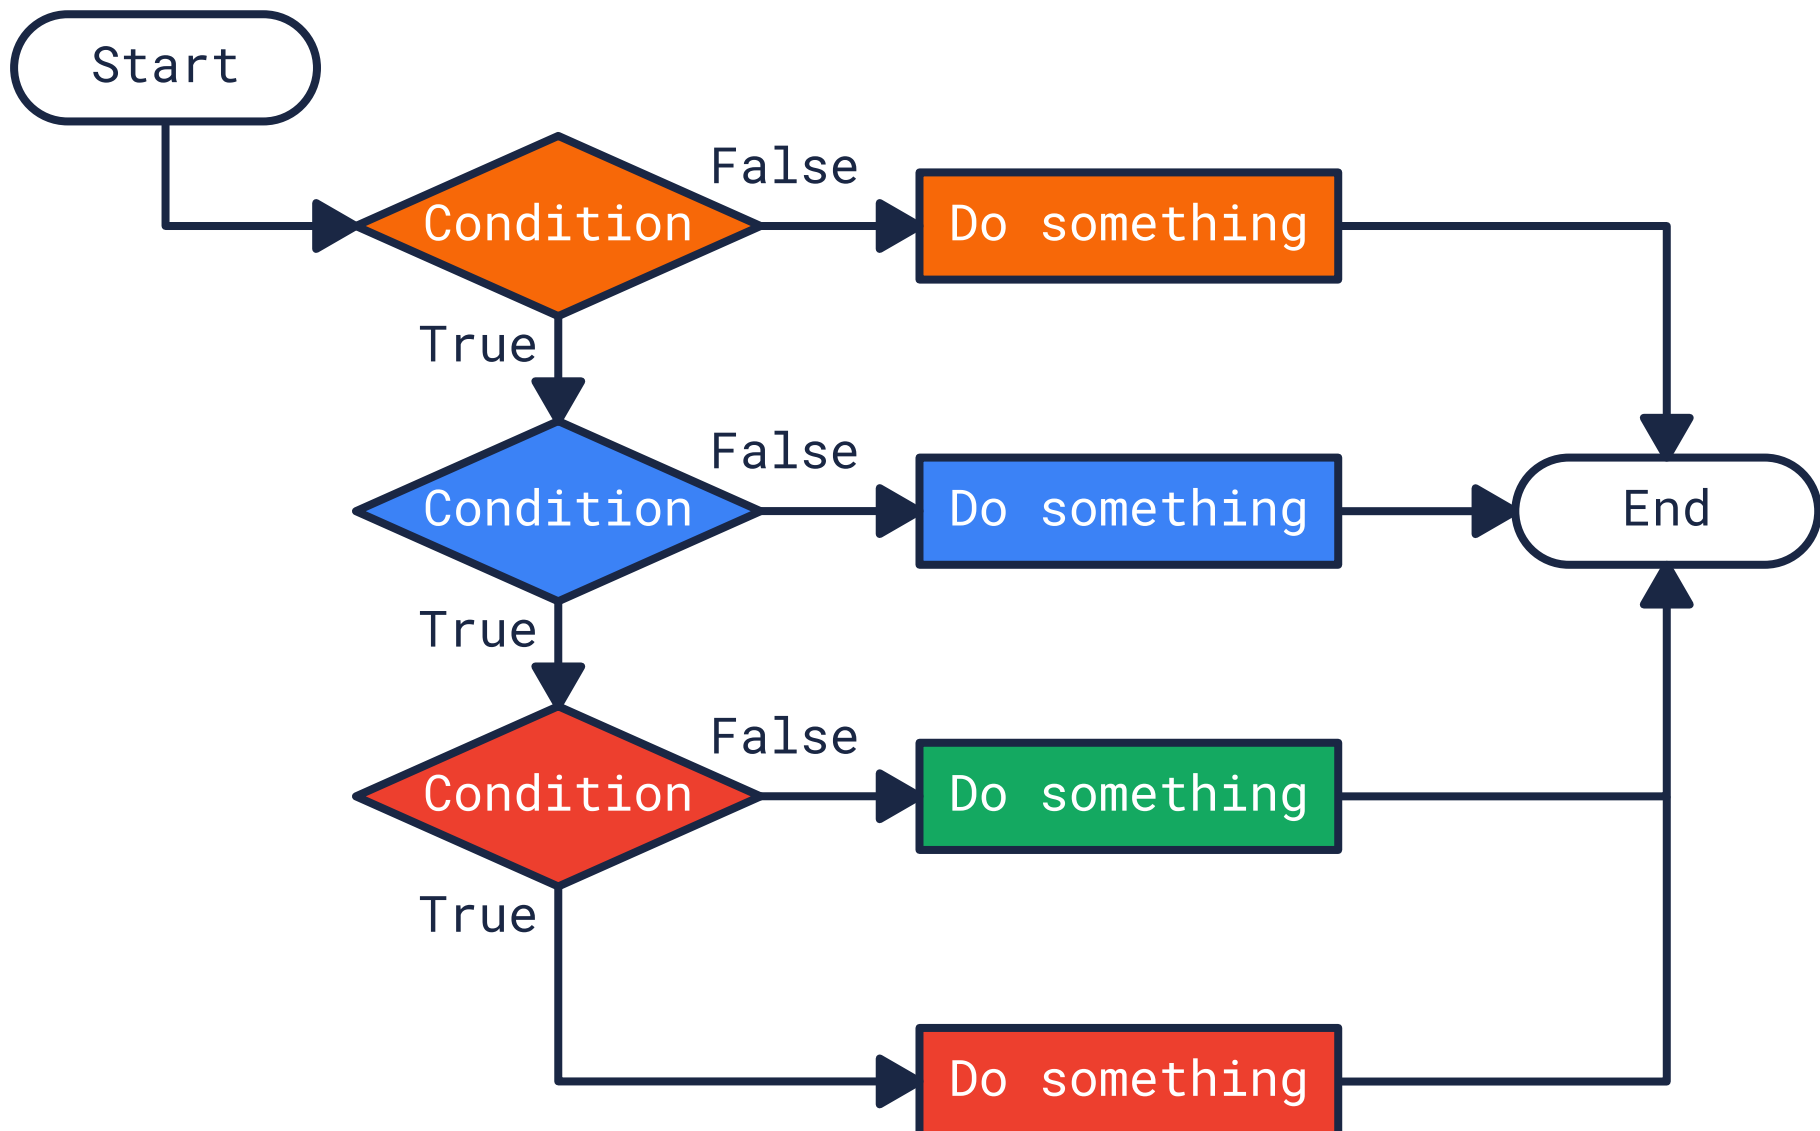 Start
False
Condition
Do something
True
False
Condition
Do something
End
True
False
Condition
Do something
True
Do something